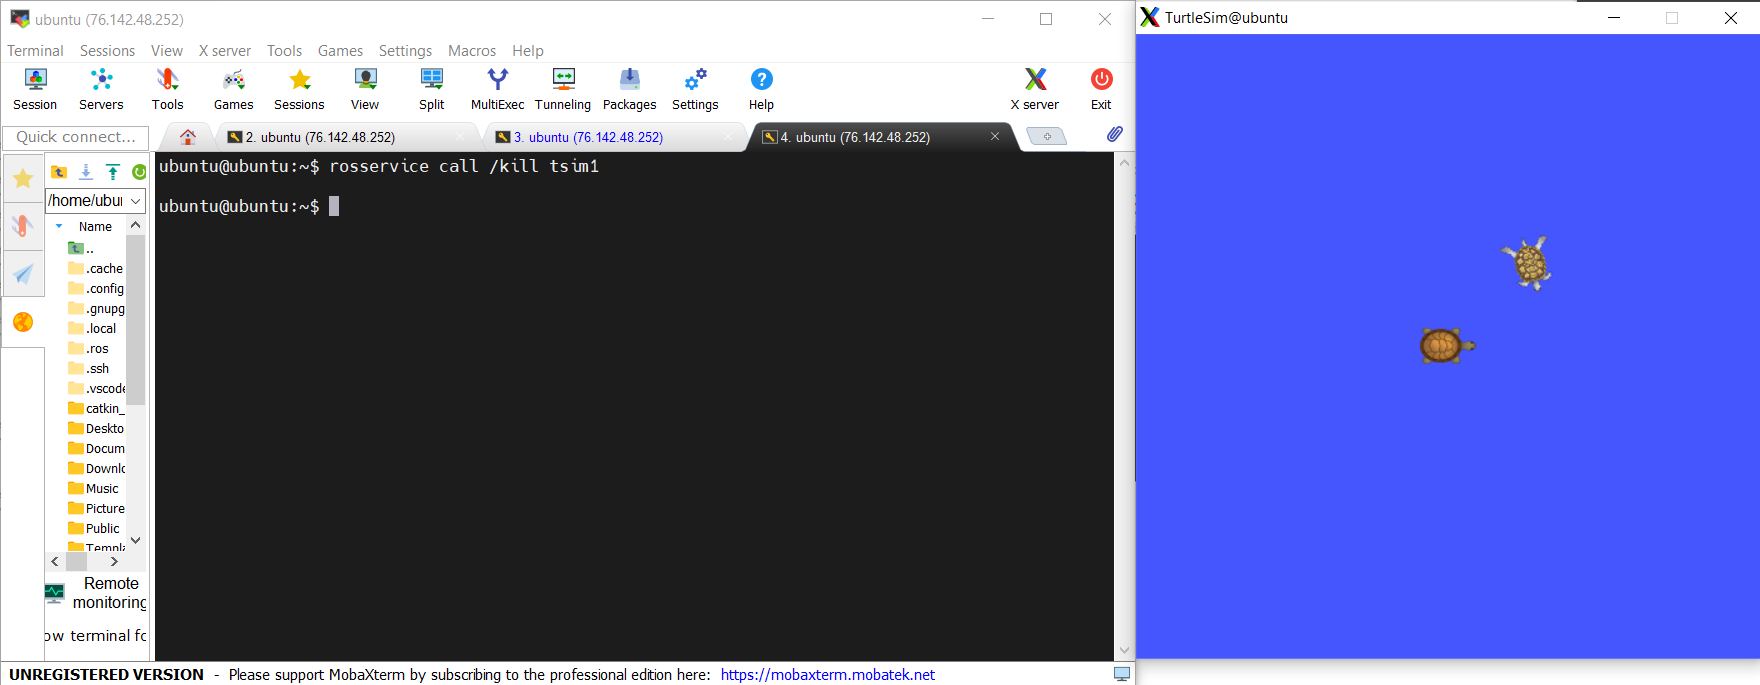 ubuntu (76.142.48.252)
Terminal Sessions View X server Tools Games Settings Macros Help
Session Servers Tools Games Sessions View Split MultiExec Tunneling Packages Settings Help X server Exit
Quick connect...
2. ubuntu (76.142.48.252)
3. ubuntu (76.142.48.252)
4. ubuntu (76.142.48.252)
/home/ubu
Name
..
.cache
.config
.gnupg
.local
.ros
.ssh
.vscode
catkin_
Deskto
Docum
Downlo
Music
Picture
Public
Templa
Remote
monitoring
ow terminal fo
ubuntu@ubuntu:~$ rosservice call /kill tsim1
ubuntu@ubuntu:~$
UNREGISTERED VERSION - Please support MobaXterm by subscribing to the professional edition here: https://mobaxterm.mobatek.net
TurtleSim@ubuntu